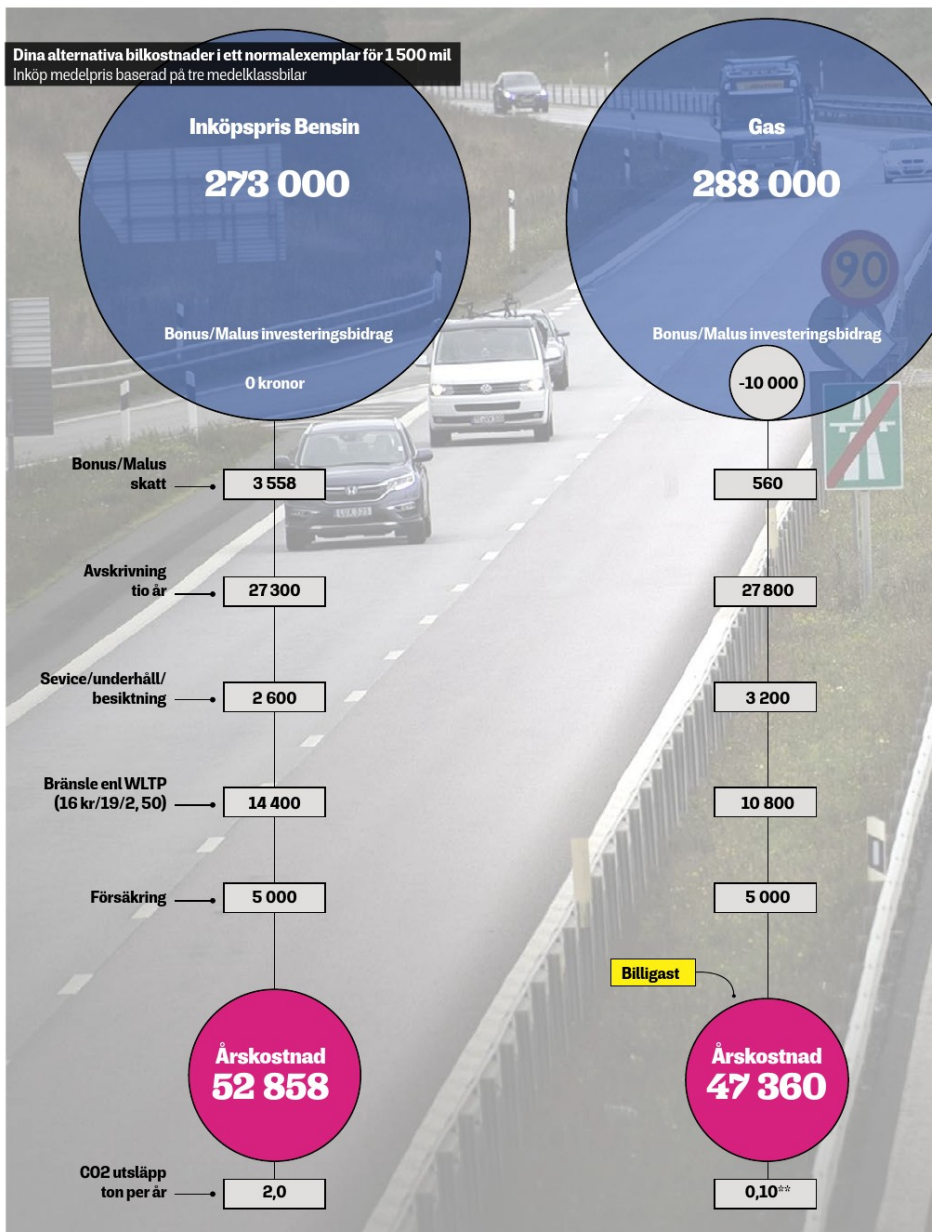 Dina alternativa bilkostnader i ett normalexemplar för 1 500 mil
Inköp medelpris baserad på tre medelklassbilar
Inköpspris Bensin
273 000
Bonus/Malus investeringsbidrag
0 kronor
Gas
288 000
Bonus/Malus investeringsbidrag
-10 000
90
Bonus/Malus
skatt
3 558
560
Avskrivning
tio år
27 300
27 800
Sevice/underhåll/
besiktning
2 600
3 200
Bränsle enl WLTP
(16 kr/19/2, 50)
14 400
10 800
Försäkring
5 000
5 000
Billigast
Årskostnad
52 858
Årskostnad
47 360
CO2 utsläpp
ton per år
2,0
0,10**